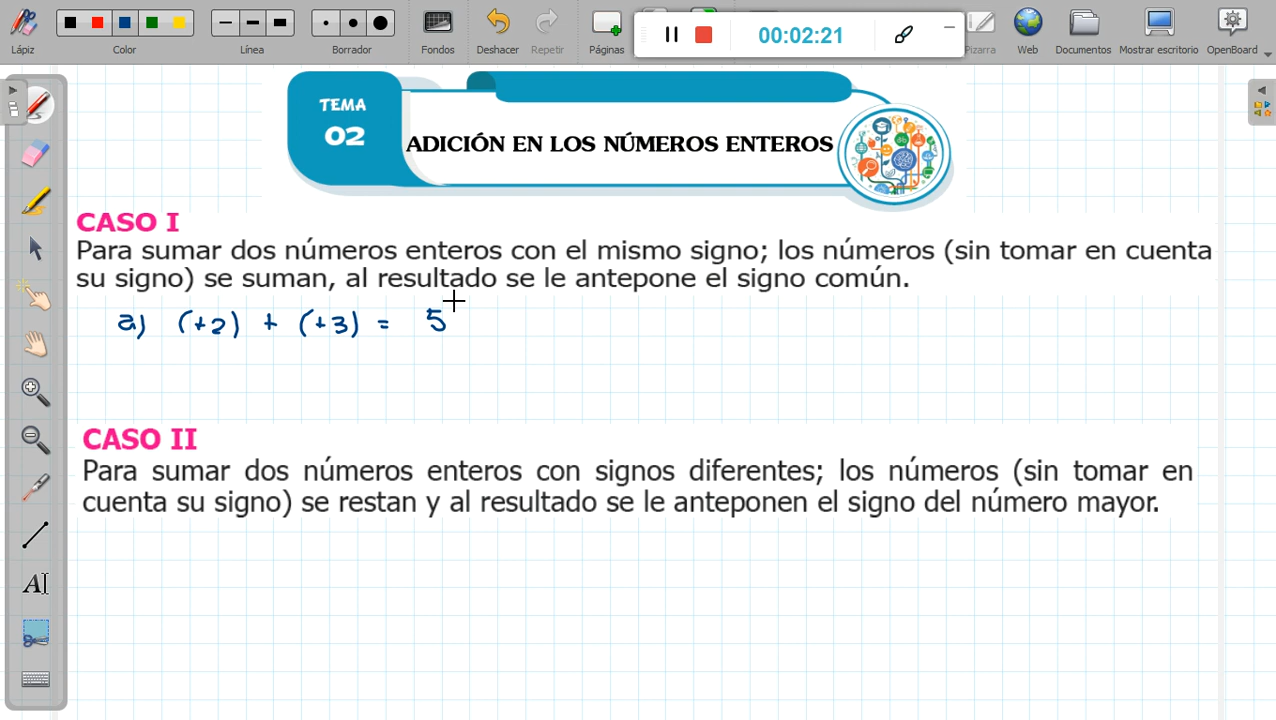 Lápiz
Color
Línea
Borrador
Fondos
Deshacer
Repetir
Páginas
00:02:21
Pizarra
Web
Documentos
Mostrar escritorio
OpenBoard
TEMA
02
ADICIÓN EN LOS NÚMEROS ENTEROS
CASO I
Para sumar dos números enteros con el mismo signo; los números (sin tomar en cuenta
su signo) se suman, al resultado se le antepone el signo común.
a) (+2) + (+3) = 5
CASO II
Para sumar dos números enteros con signos diferentes; los números (sin tomar en
cuenta su signo) se restan y al resultado se le anteponen el signo del número mayor.